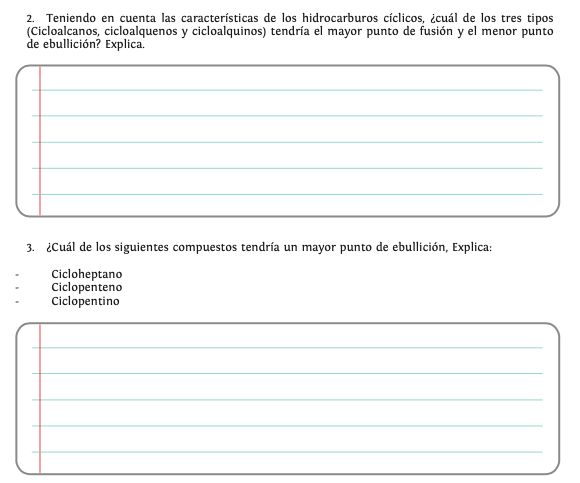 2. Teniendo en cuenta las características de los hidrocarburos cíclicos, ¿cuál de los tres tipos
(Cicloalcanos, cicloalquenos y cicloalquinos) tendría el mayor punto de fusión y el menor punto
de ebullición? Explica.
3. ¿Cuál de los siguientes compuestos tendría un mayor punto de ebullición, Explica:
- Cicloheptano
- Ciclopenteno
- Ciclopentino